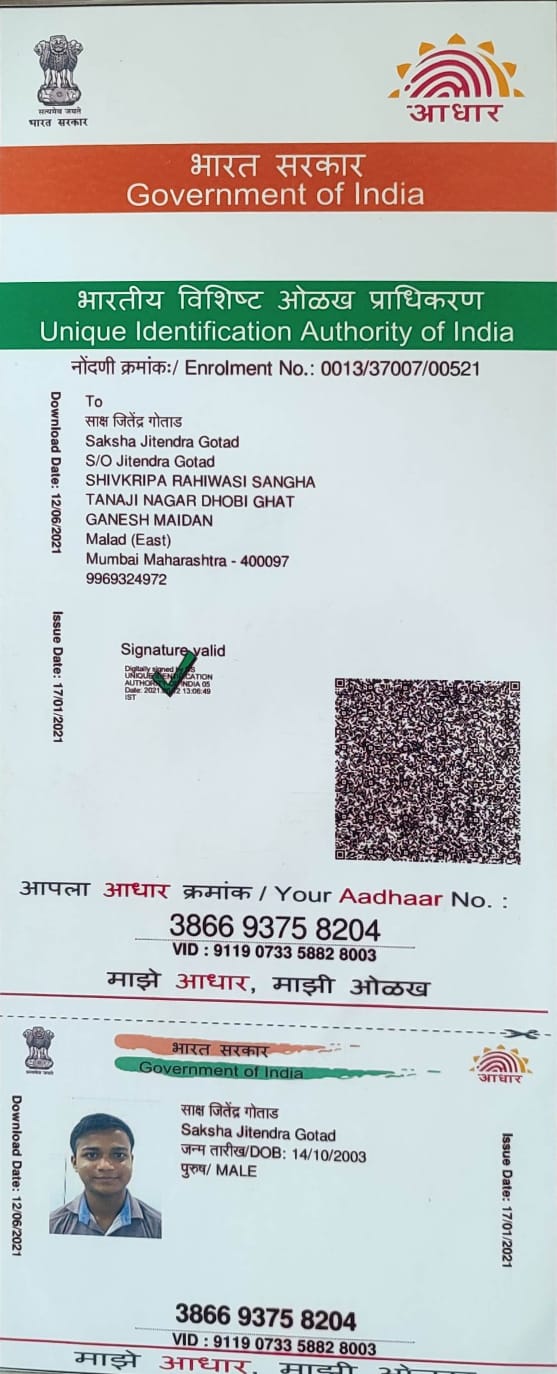 सत्यमेव जयते
भारत सरकार
आधार
भारत सरकार
Government of India
भारतीय विशिष्ट ओळख प्राधिकरण
Unique Identification Authority of India
नोंदणी क्रमांक:/ Enrolment No.: 0013/37007/00521
Download Date: 12/06/2021
To
साक्ष जितेंद्र गोताड
Saksha Jitendra Gotad
S/O Jitendra Gotad
SHIVKRIPA RAHIWASI SANGHA
TANAJI NAGAR DHOBI GHAT
GANESH MAIDAN
Malad (East)
Mumbai Maharashtra - 400097
9969324972
Issue Date: 17/01/2021
Signature valid
Digitally signed by
UNIQUE IDENTIFICATION
AUTHORITY OF INDIA 05
Date: 2021 13:06:49
IST
आपला आधार क्रमांक / Your Aadhaar No. :
3866 9375 8204
VID : 9119 0733 5882 8003
माझे आधार, माझी ओळख
भारत सरकार
Government of India
आधार
Download Date: 12/06/2021
साक्ष जितेंद्र गोताड
Saksha Jitendra Gotad
जन्म तारीख/DOB: 14/10/2003
पुरुष/ MALE
Issue Date: 17/01/2021
3866 9375 8204
VID : 9119 0733 5882 8003
माझे आधार, माझी ओळख